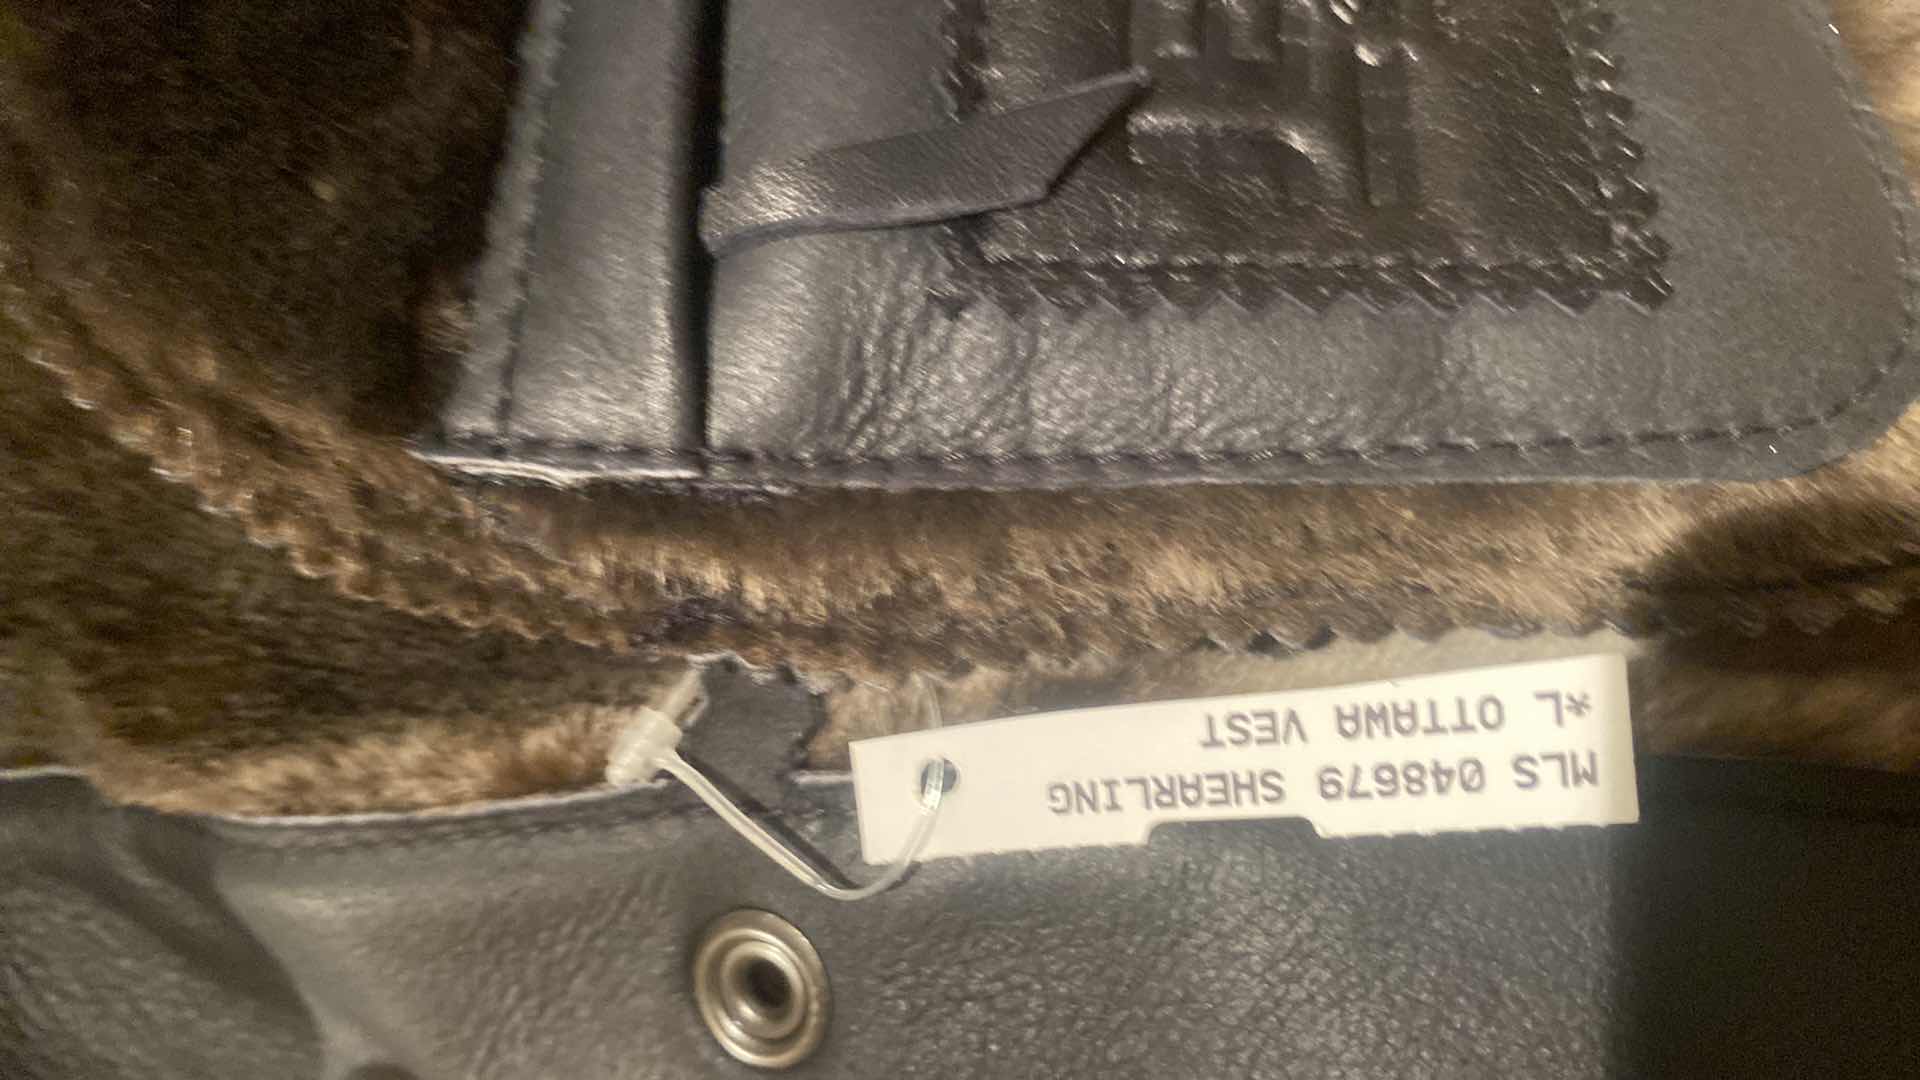 MLS 048679 SHEARLING
*L OTTAWA VEST